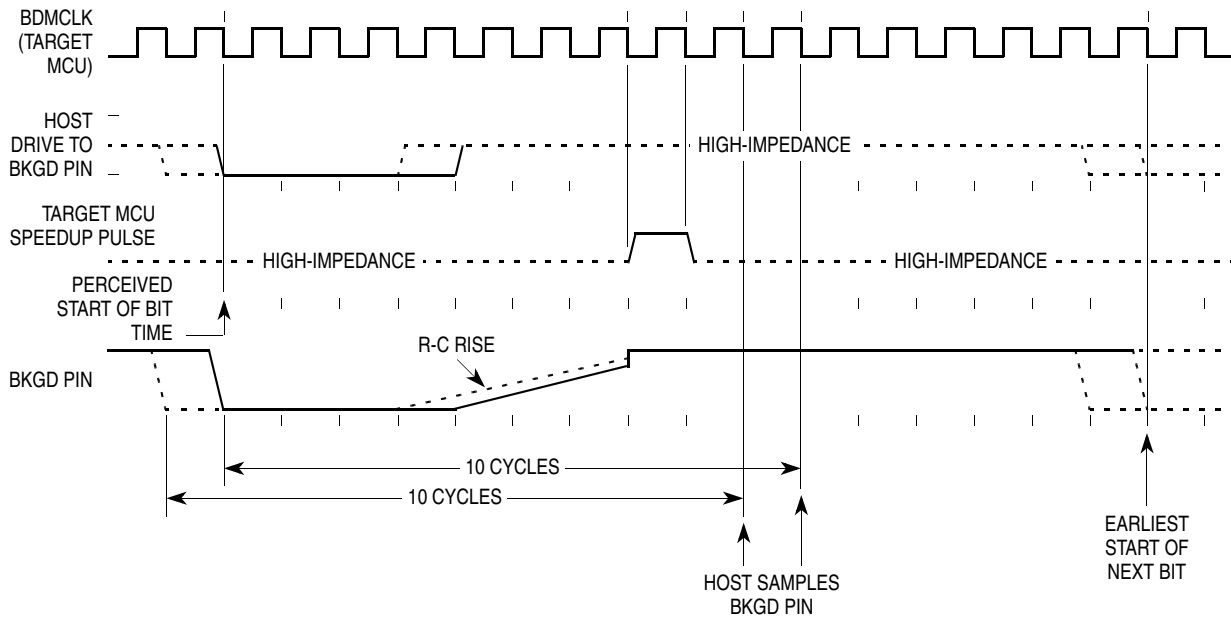 BDMCLK
(TARGET
MCU)
HOST
DRIVE TO
BKGD PIN
HIGH-IMPEDANCE
TARGET MCU
SPEEDUP PULSE
HIGH-IMPEDANCE
HIGH-IMPEDANCE
PERCEIVED
START OF BIT
TIME
R-C RISE
BKGD PIN
10 CYCLES
10 CYCLES
HOST SAMPLES
BKGD PIN
EARLIEST
START OF
NEXT BIT